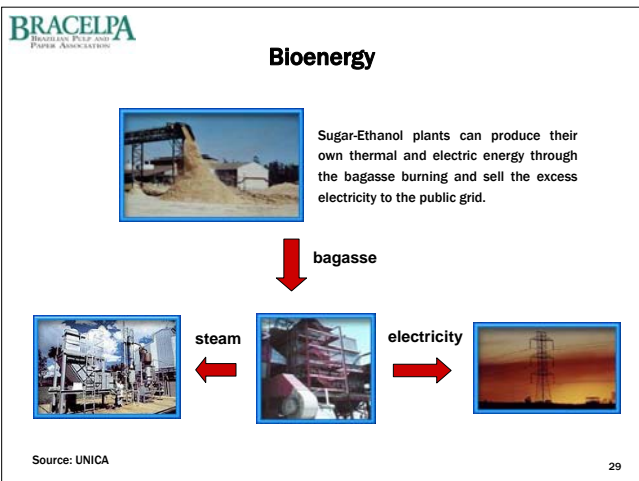 BRACELPA
BRAZILIAN PULP AND
PAPER ASSOCIATION
Bioenergy
Sugar-Ethanol plants can produce their
own thermal and electric energy through
the bagasse burning and sell the excess
electricity to the public grid.
bagasse
steam
electricity
Source: UNICA
29